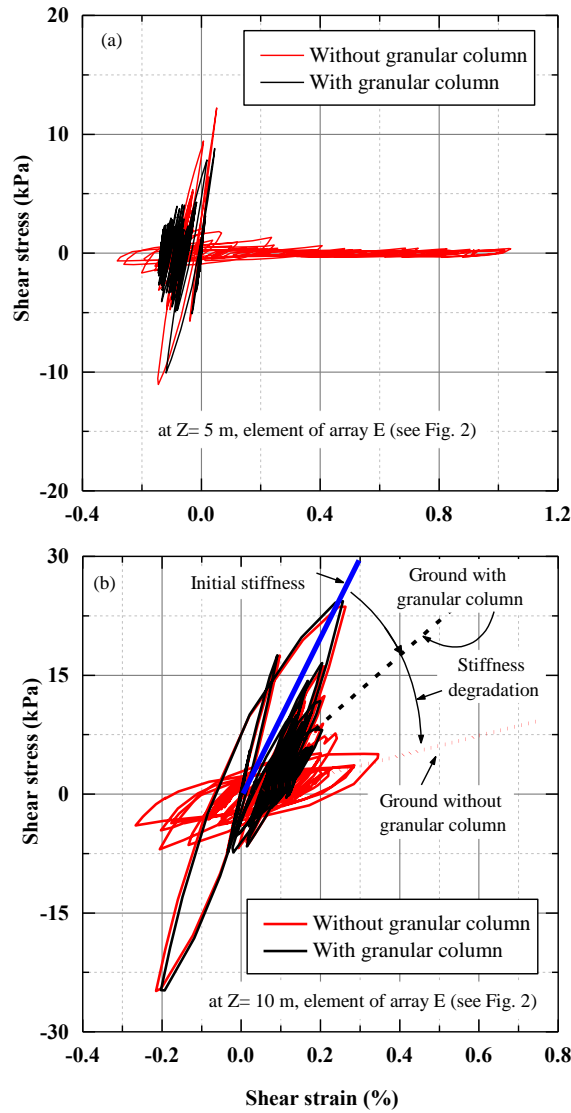 (a)
Without granular column
With granular column
20
10
0
-10
-20
Shear stress (kPa)
at Z= 5 m, element of array E (see Fig. 2)
-0.4
0.0
0.4
0.8
1.2
(b)
Initial stiffness
Ground with
granular column
Stiffness
degradation
Ground without
granular column
30
15
0
-15
-30
Shear stress (kPa)
Without granular column
With granular column
at Z= 10 m, element of array E (see Fig. 2)
-0.4
-0.2
0.0
0.2
0.4
0.6
0.8
Shear strain (%)